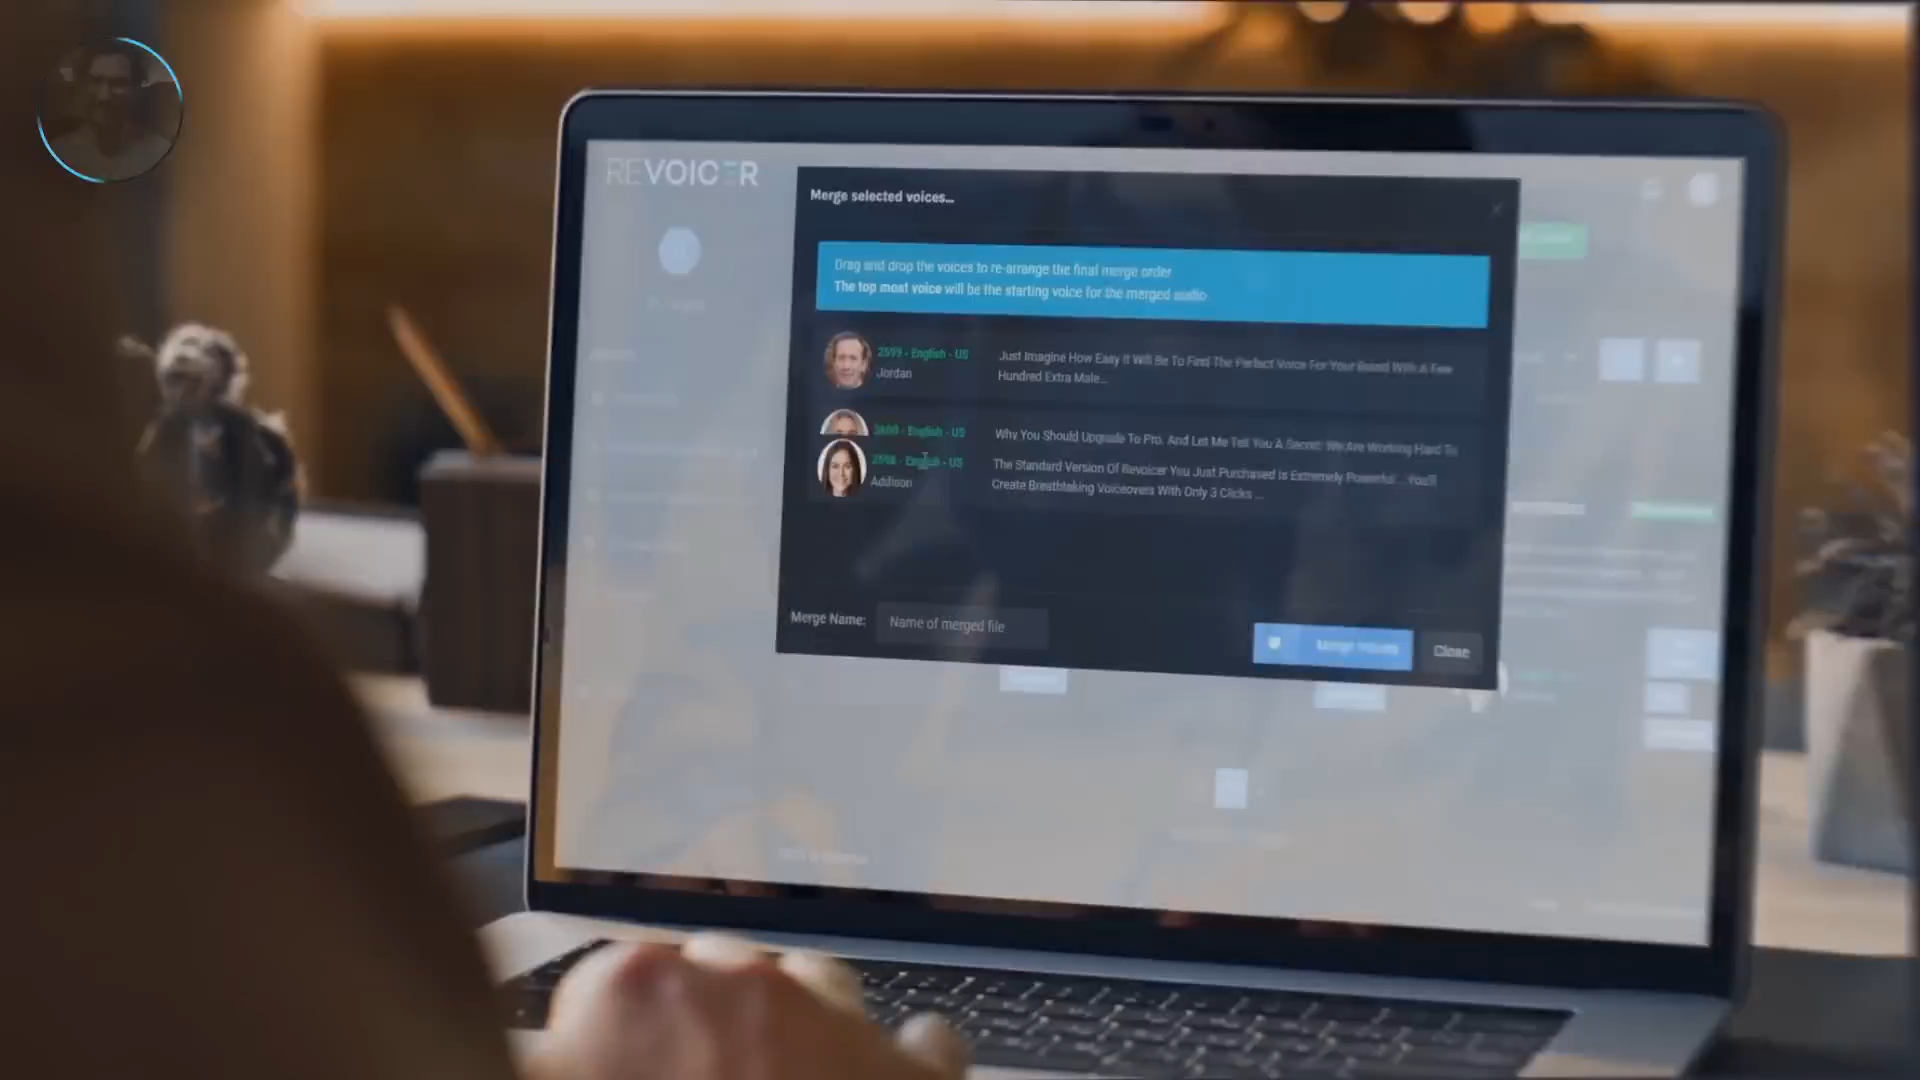 REVOICER
Merge selected voices...
Drag and drop the voices to re-arrange the final merge order
The top most voice will be the starting voice for the merged audio
2599 - English - US
Jordan
Just Imagine How Easy It Will Be To Find The Perfect Voice For Your Brand With A Few
Hundred Extra Male...
2600 - English - US
Why You Should Upgrade To Pro. And Let Me Tell You A Secret: We Are Working Hard To
2598 - English - US
Addison
The Standard Version Of Revoicer You Just Purchased Is Extremely Powerful... You'll
Create Breathtaking Voiceovers With Only 3 Clicks ...
Merge Name:
Name of merged file
Merge Voices
Close